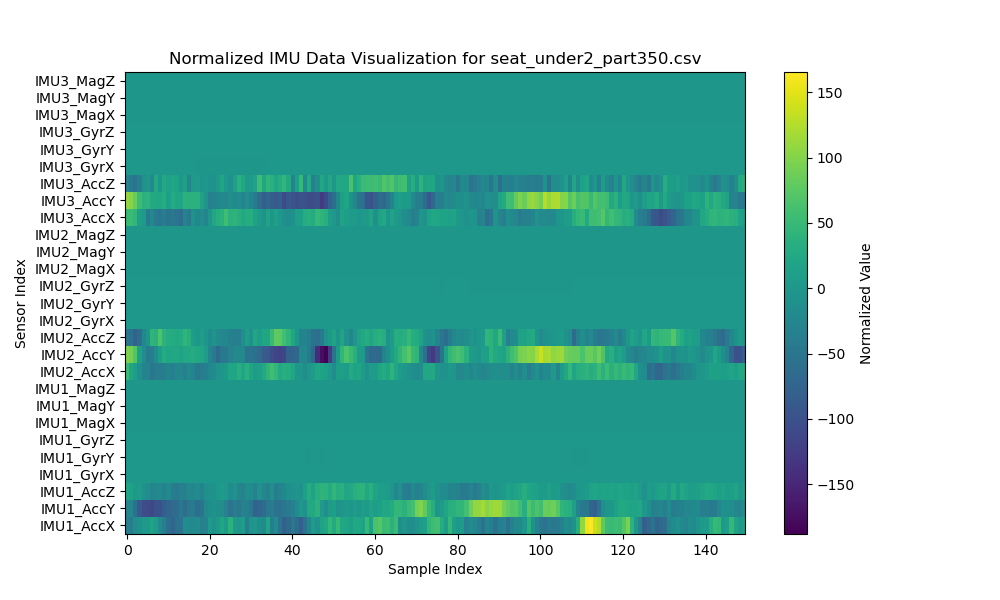 Normalized IMU Data Visualization for seat_under2_part350.csv
IMU3_MagZ
IMU3_MagY
IMU3_MagX
IMU3_GyrZ
IMU3_GyrY
IMU3_GyrX
IMU3_AccZ
IMU3_AccY
IMU3_AccX
IMU2_MagZ
IMU2_MagY
IMU2_MagX
IMU2_GyrZ
IMU2_GyrY
IMU2_GyrX
IMU2_AccZ
IMU2_AccY
IMU2_AccX
IMU1_MagZ
IMU1_MagY
IMU1_MagX
IMU1_GyrZ
IMU1_GyrY
IMU1_GyrX
IMU1_AccZ
IMU1_AccY
IMU1_AccX
Sensor Index
0 20 40 60 80 100 120 140
Sample Index
150
100
50
0
−50
−100
−150
Normalized Value